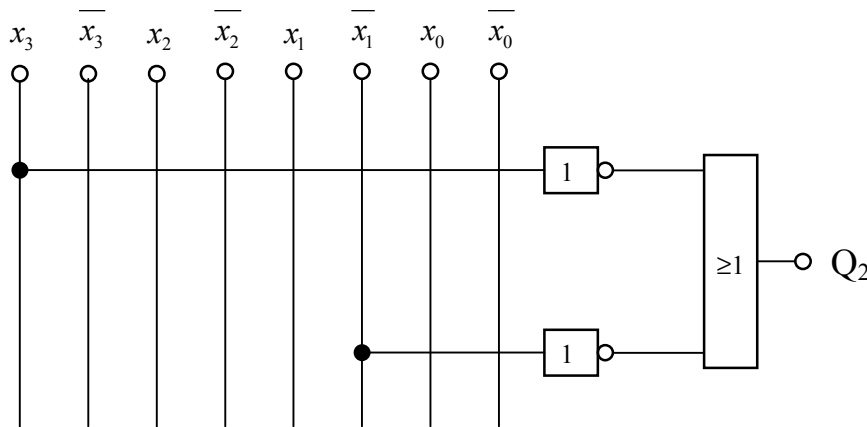 x₃ x̅₃ x₂ x̅₂ x₁ x̅₁ x₀ x̅₀
1
≥1 Q₂
1